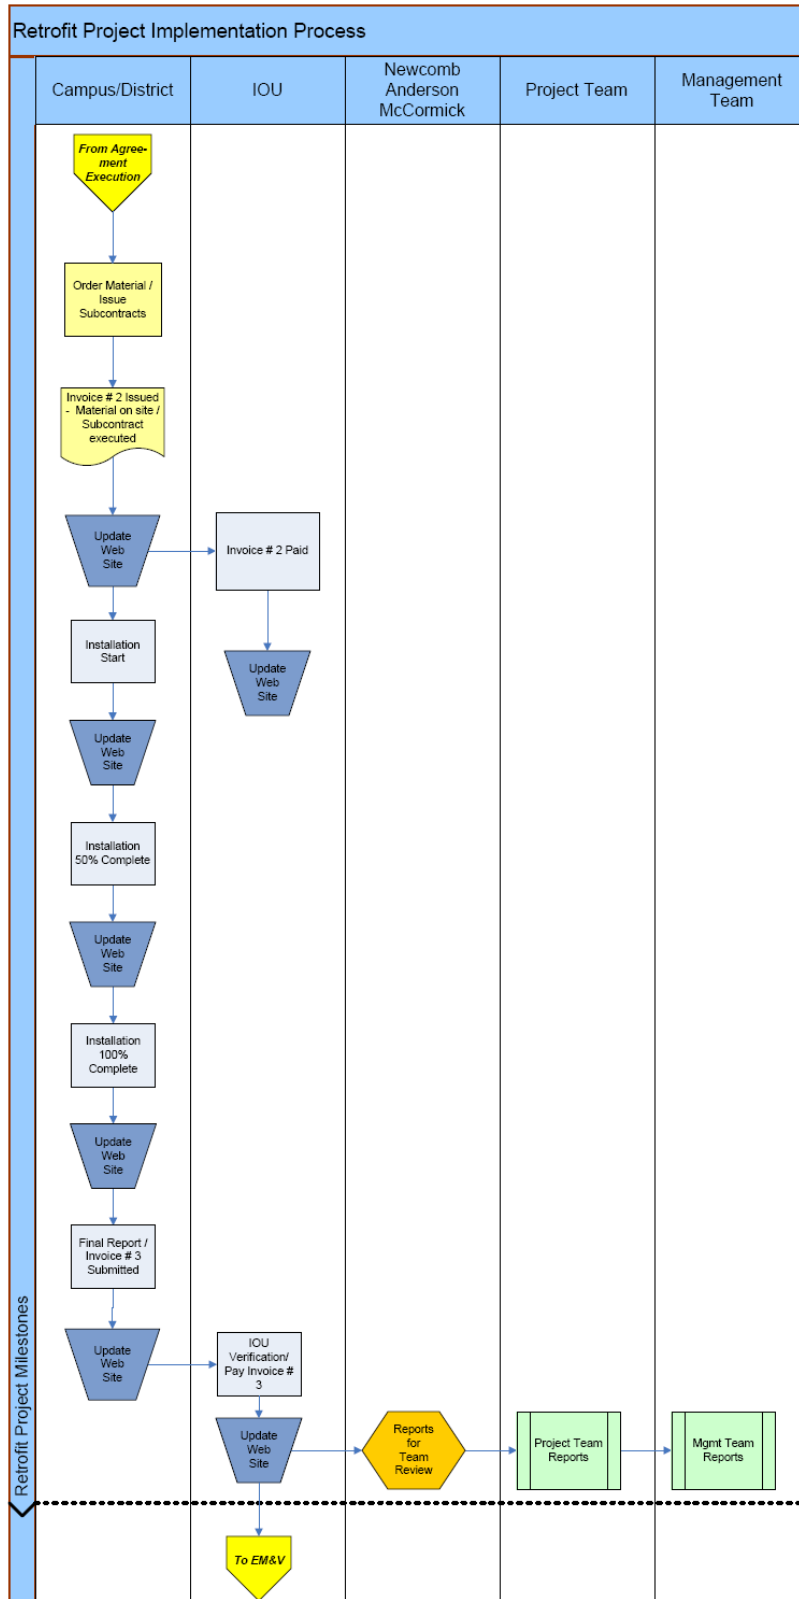 Retrofit Project Implementation Process
Campus/District
IOU
Newcomb
Anderson
McCormick
Project Team
Management
Team
From Agree-
ment
Execution
Order Material /
Issue
Subcontracts
Invoice # 2 Issued
- Material on site /
Subcontract
executed
Update
Web
Site
Invoice # 2 Paid
Installation
Start
Update
Web
Site
Update
Web
Site
Installation
50% Complete
Update
Web
Site
Installation
100%
Complete
Update
Web
Site
Final Report /
Invoice # 3
Submitted
Update
Web
Site
IOU
Verification/
Pay Invoice #
3
Update
Web
Site
Reports
for
Team
Review
Project Team
Reports
Mgmt Team
Reports
Retrofit Project Milestones
To EM&V